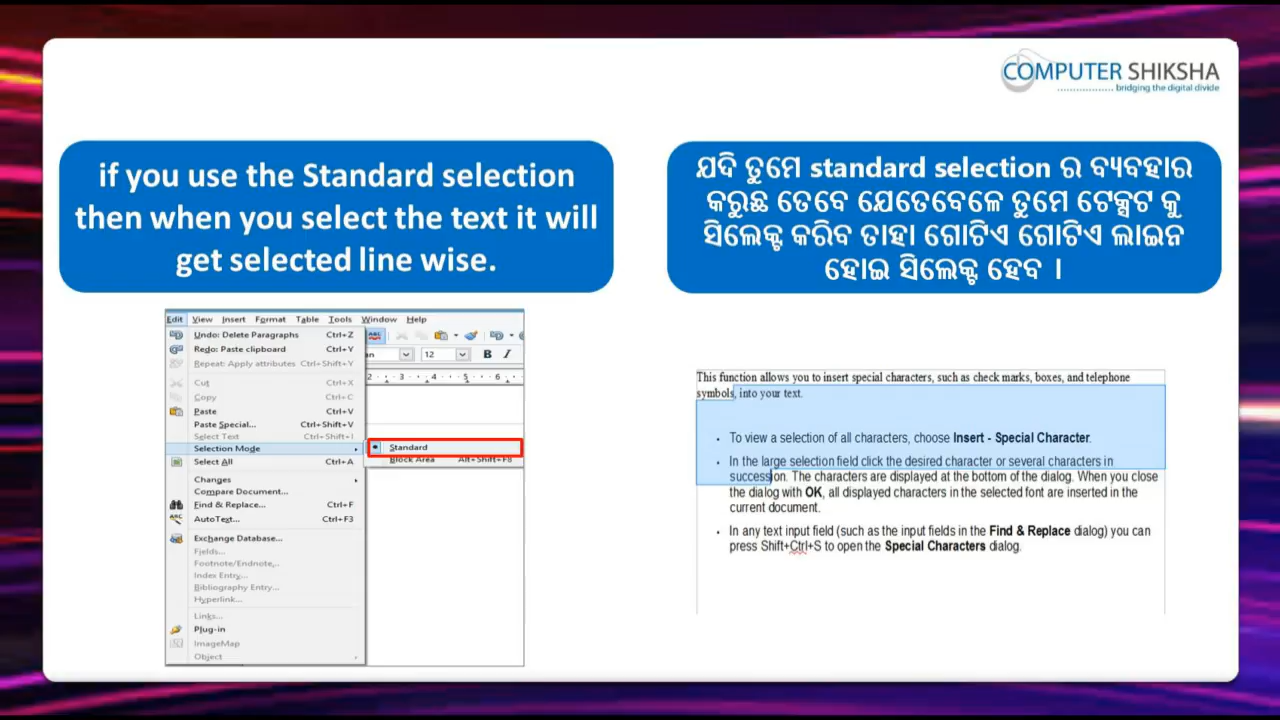 COMPUTER SHIKSHA
bridging the digital divide
if you use the Standard selection
then when you select the text it will
get selected line wise.
ଯଦି ତୁମେ standard selection ର ବ୍ୟବହାର
କରୁଛ ତେବେ ଯେତେବେଳେ ତୁମେ ଟେକ୍ସଟ କୁ
ସିଲେକ୍ଟ କରିବ ତାହା ଗୋଟିଏ ଗୋଟିଏ ଲାଇନ
ହୋଇ ସିଲେକ୍ଟ ହେବ ।
Edit View Insert Format Table Tools Window Help
Undo: Delete Paragraphs Ctrl+Z
Redo: Paste clipboard Ctrl+Y
Repeat: Apply attributes Ctrl+Shift+Y
Cut Ctrl+X
Copy Ctrl+C
Paste Ctrl+V
Paste Special... Ctrl+Shift+V
Select Text Ctrl+Shift+I
Selection Mode
Select All Ctrl+A
Changes
Compare Document...
Find & Replace... Ctrl+F
AutoText... Ctrl+F3
Exchange Database...
Fields...
Footnote/Endnote...
Index Entry...
Bibliography Entry...
Hyperlink...
Links...
Plug-in
ImageMap
Object
12 B I
2 3 4 5 6
Standard
Block Area Alt+Shift+F8
This function allows you to insert special characters, such as check marks, boxes, and telephone
symbols, into your text.
• To view a selection of all characters, choose Insert - Special Character.
• In the large selection field click the desired character or several characters in
succession. The characters are displayed at the bottom of the dialog. When you close
the dialog with OK, all displayed characters in the selected font are inserted in the
current document.
• In any text input field (such as the input fields in the Find & Replace dialog) you can
press Shift+Ctrl+S to open the Special Characters dialog.